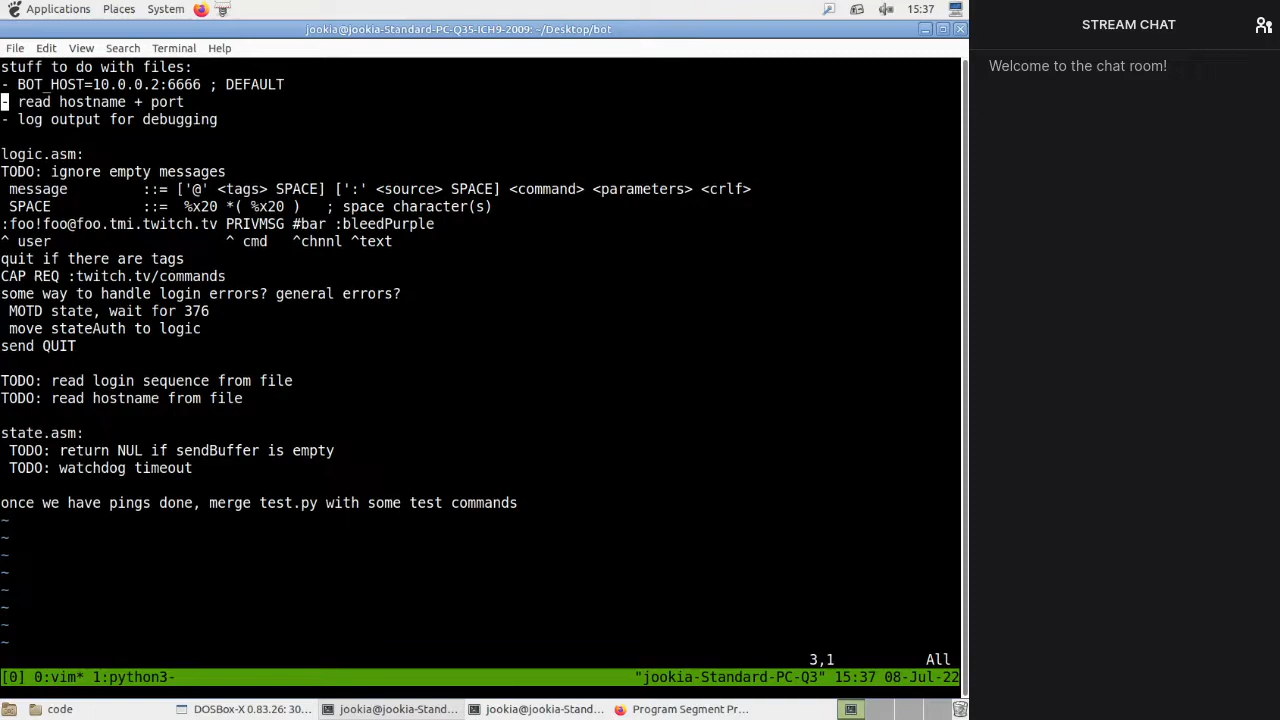 Applications Places System 15:37
STREAM CHAT
jookia@jookia-Standard-PC-Q35-ICH9-2009: ~/Desktop/bot
File Edit View Search Terminal Help
Welcome to the chat room!
stuff to do with files:
- BOT_HOST=10.0.0.2:6666 ; DEFAULT
- read hostname + port
- log output for debugging
logic.asm:
TODO: ignore empty messages
message ::= ['@' <tags> SPACE] [':' <source> SPACE] <command> <parameters> <crlf>
SPACE ::= %x20 *( %x20 ) ; space character(s)
:foo!foo@foo.tmi.twitch.tv PRIVMSG #bar :bleedPurple
^ user ^ cmd ^chnnl ^text
quit if there are tags
CAP REQ :twitch.tv/commands
some way to handle login errors? general errors?
MOTD state, wait for 376
move stateAuth to logic
send QUIT
TODO: read login sequence from file
TODO: read hostname from file
state.asm:
TODO: return NUL if sendBuffer is empty
TODO: watchdog timeout
once we have pings done, merge test.py with some test commands
~
~
~
~
~
~
~
~
3,1 All
[0] 0:vim* 1:python3- "jookia-Standard-PC-Q3" 15:37 08-Jul-22
code DOSBox-X 0.83.26: 30... jookia@jookia-Stand... jookia@jookia-Stand... Program Segment Pr...